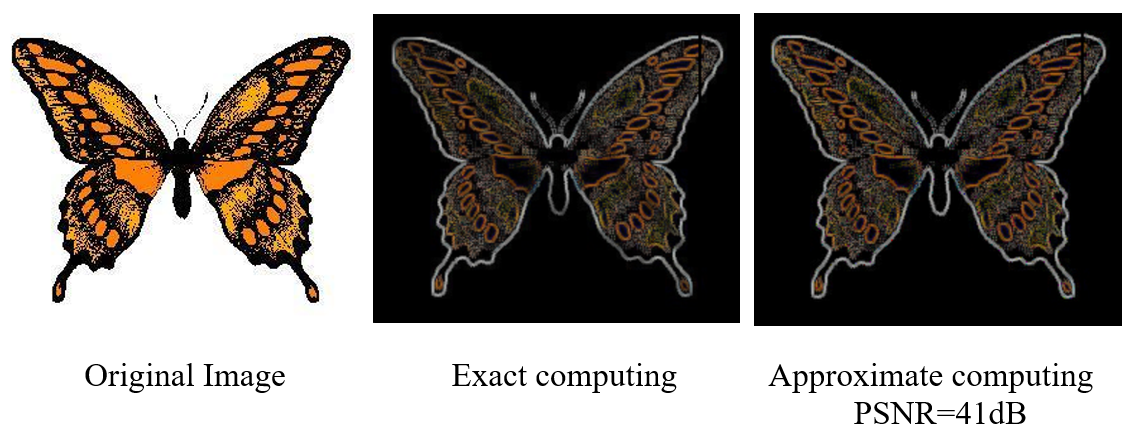 Original Image
Exact computing
Approximate computing
PSNR=41dB